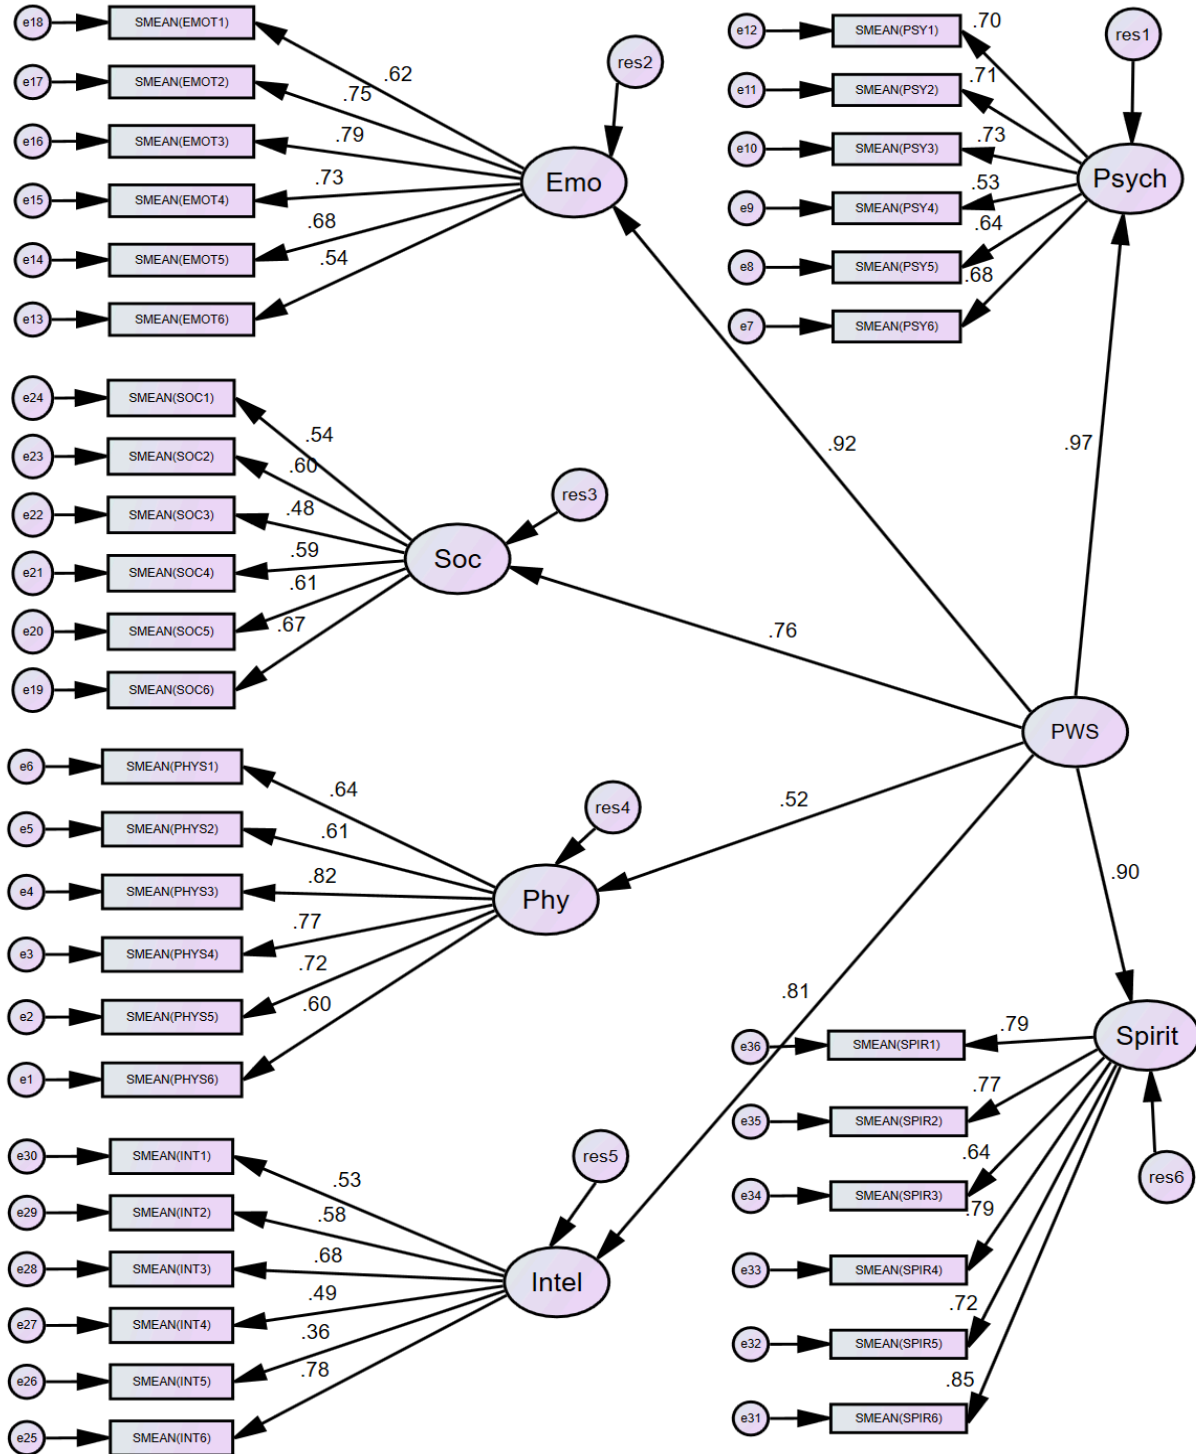 e18 SMEAN(EMOT1)
.62
e17 SMEAN(EMOT2)
.75
e16 SMEAN(EMOT3)
.79
e15 SMEAN(EMOT4)
.73
e14 SMEAN(EMOT5)
.68
e13 SMEAN(EMOT6)
.54
Emo
res2
e12 SMEAN(PSY1)
.70
e11 SMEAN(PSY2)
.71
e10 SMEAN(PSY3)
.73
e9 SMEAN(PSY4)
.53
e8 SMEAN(PSY5)
.64
e7 SMEAN(PSY6)
.68
Psych
res1
e24 SMEAN(SOC1)
.54
e23 SMEAN(SOC2)
.60
e22 SMEAN(SOC3)
.48
e21 SMEAN(SOC4)
.59
e20 SMEAN(SOC5)
.61
e19 SMEAN(SOC6)
.67
Soc
res3
.92
.97
.76
PWS
.52
.90
.81
e6 SMEAN(PHYS1)
.64
e5 SMEAN(PHYS2)
.61
e4 SMEAN(PHYS3)
.82
e3 SMEAN(PHYS4)
.77
e2 SMEAN(PHYS5)
.72
e1 SMEAN(PHYS6)
.60
Phy
res4
e30 SMEAN(INT1)
.53
e29 SMEAN(INT2)
.58
e28 SMEAN(INT3)
.68
e27 SMEAN(INT4)
.49
e26 SMEAN(INT5)
.36
e25 SMEAN(INT6)
.78
Intel
res5
e36 SMEAN(SPIR1)
.79
e35 SMEAN(SPIR2)
.77
e34 SMEAN(SPIR3)
.64
e33 SMEAN(SPIR4)
.79
e32 SMEAN(SPIR5)
.72
e31 SMEAN(SPIR6)
.85
Spirit
res6